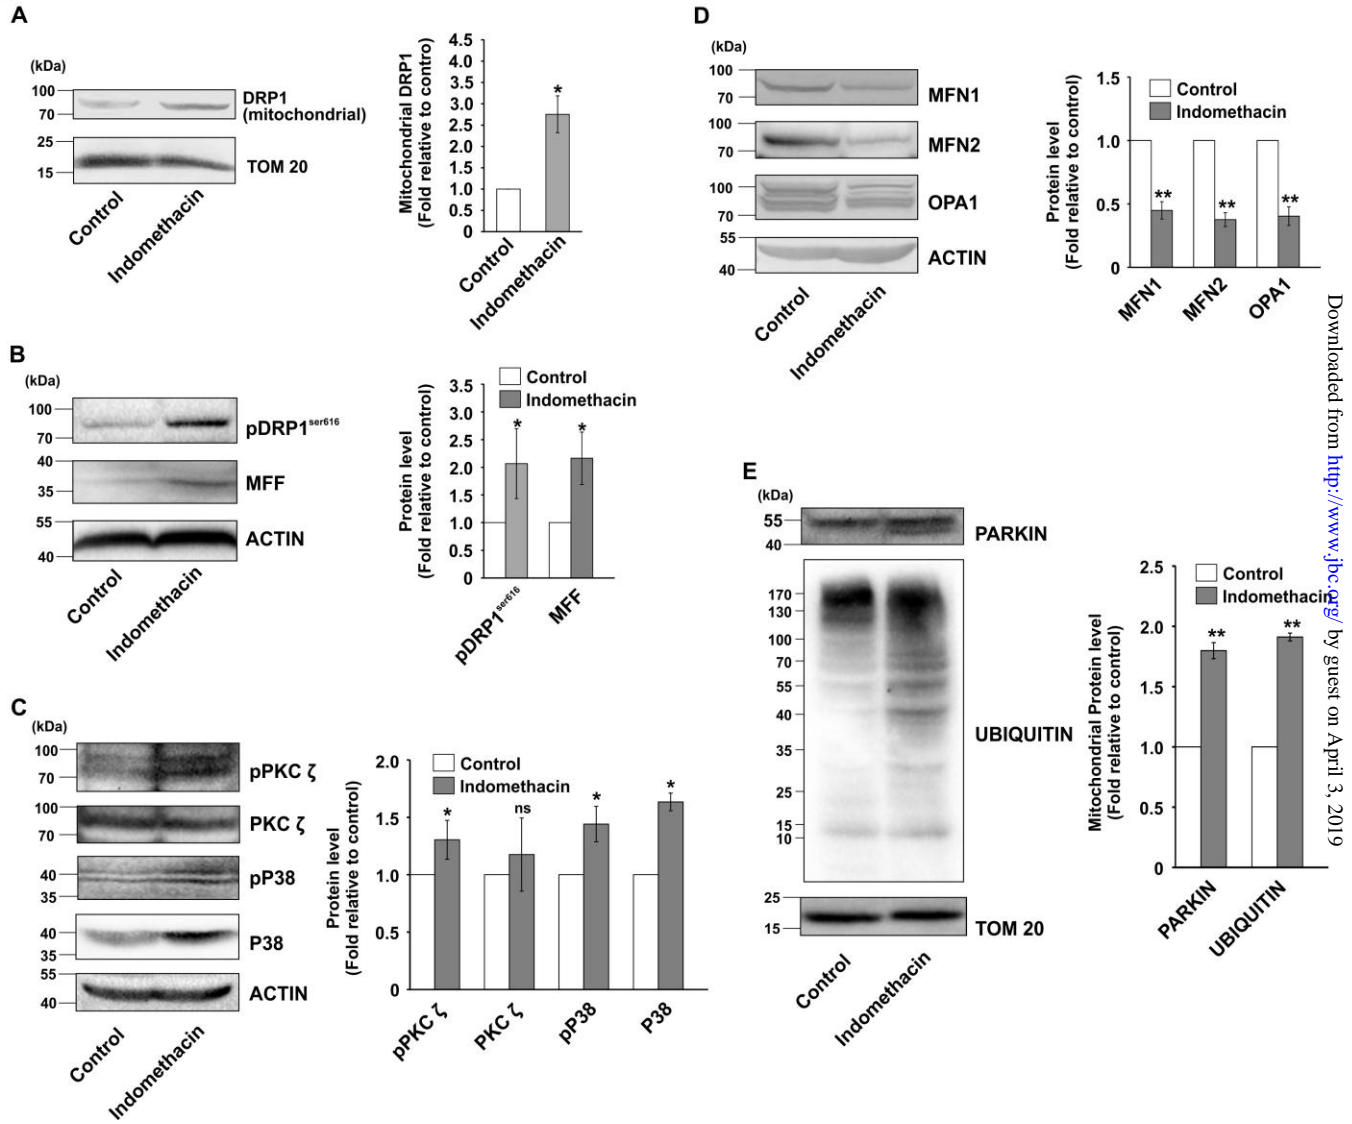 A
(kDa)
100
70
DRP1
(mitochondrial)
25
15
TOM 20
Control
Indomethacin
Mitochondrial DRP1
(Fold relative to contro)
4.5
4.0
3.5
3.0
2.5
2.0
1.0
0.5
0
*
Control
Indomethacin
B
(kDa)
100
70
pDRP1ser616
40
35
MFF
55
40
ACTIN
Control
Indomethacin
Protein level
(Fold relative to control)
3.5
3.0
2.5
2.0
1.5
1.0
0.5
0
Control
Indomethacin
* *
pDRP1ser616
MFF
C
(kDa)
100
70
pPKC ζ
100
70
PKC ζ
40
35
pP38
40
35
P38
55
40
ACTIN
Control
Indomethacin
Protein level
(Fold relative to control)
2.0
1.5
1.0
0.5
0
Control
Indomethacin
* ns * *
pPKC ζ
PKC ζ
pP38
P38
D
(kDa)
100
70
MFN1
100
70
MFN2
100
70
OPA1
55
40
ACTIN
Control
Indomethacin
Protein level
(Fold relative to control)
1.5
1.0
0.5
0
Control
Indomethacin
** ** **
MFN1
MFN2
OPA1
E
(kDa)
55
40
PARKIN
170
130
100
70
55
40
35
25
15
10
UBIQUITIN
25
15
TOM 20
Control
Indomethacin
Mitochondrial Protein level
(Fold relative to control)
2.5
2.0
1.5
1.0
0.5
0
Control
Indomethacin
** **
PARKIN
UBIQUITIN
Downloaded from http://www.jbc.org/ by guest on April 3, 2019